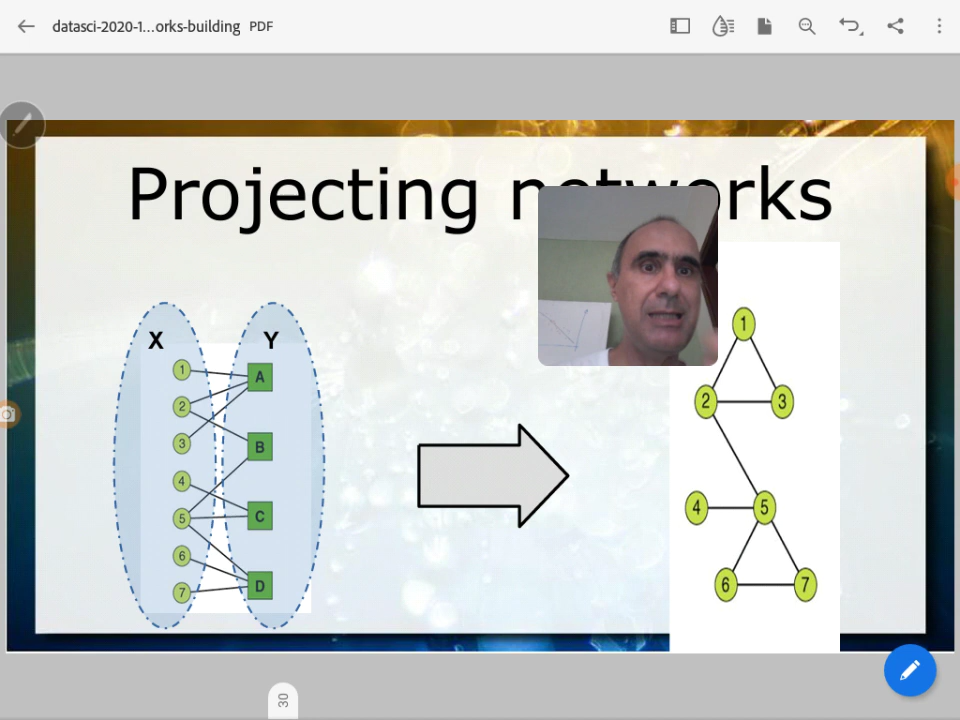 datasci-2020-1...orks-building PDF
Projecting networks
X Y
1
2
3
4
5
6
7
A
B
C
D
1
2 3
4 5
6 7
30